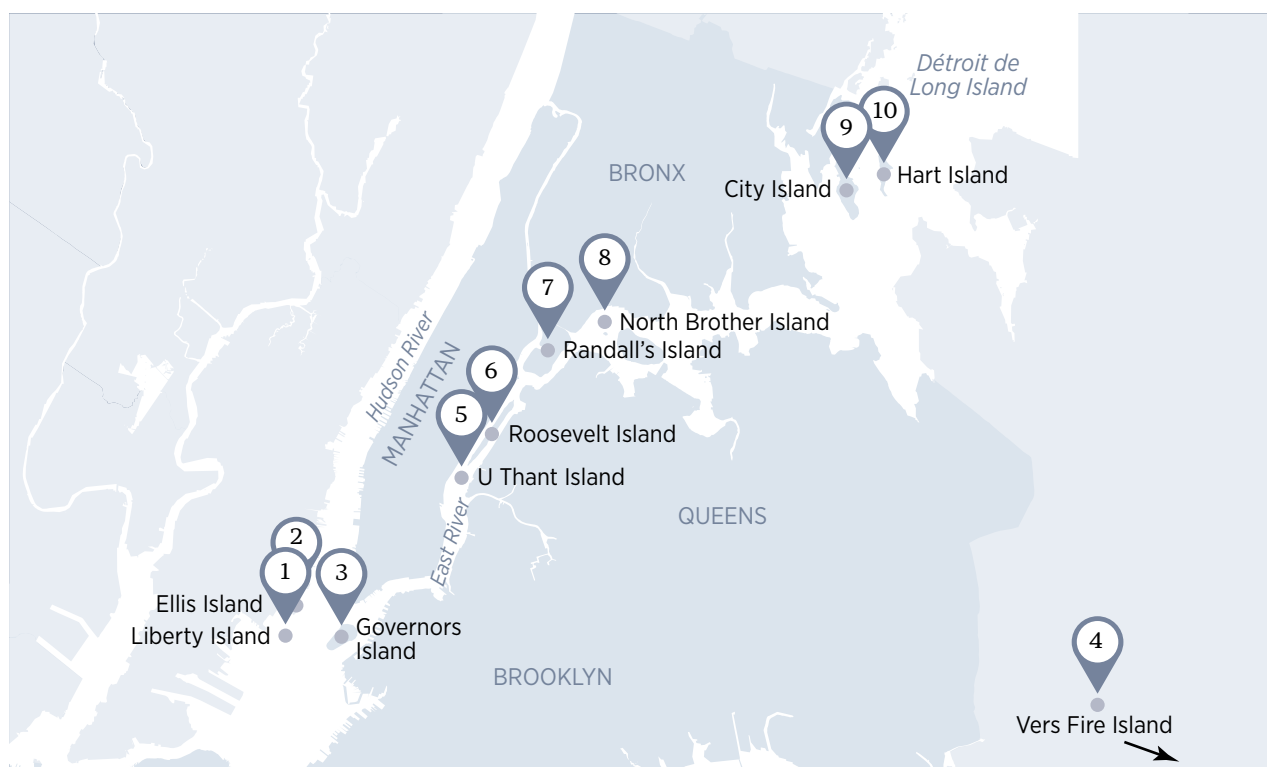 Détroit de
Long Island
10
9
Hart Island
BRONX
City Island
8
7
North Brother Island
Hudson River
Randall's Island
MANHATTAN
6
5
Roosevelt Island
U Thant Island
East River
QUEENS
2
1
3
Ellis Island
Liberty Island
Governors
Island
4
BROOKLYN
Vers Fire Island